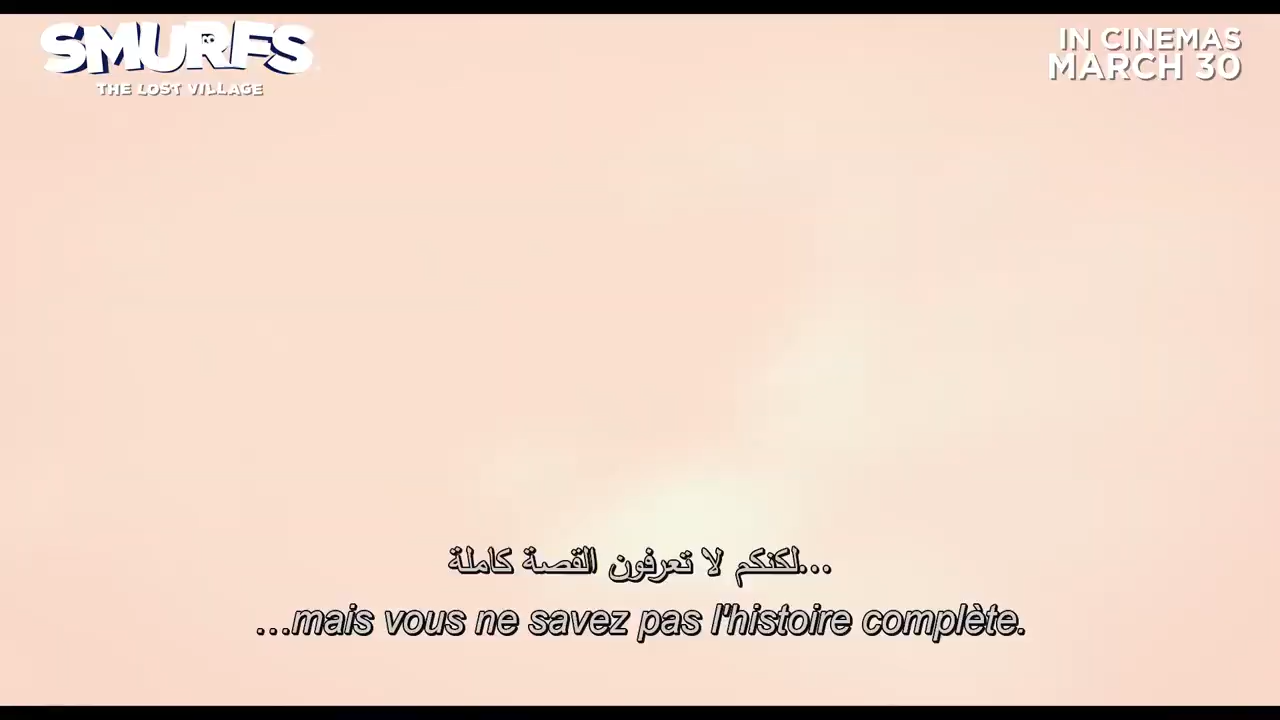 SMURFS
THE LOST VILLAGE
IN CINEMAS
MARCH 30
...لكنكم لا تعرفون القصة كاملة
...mais vous ne savez pas l'histoire complète.